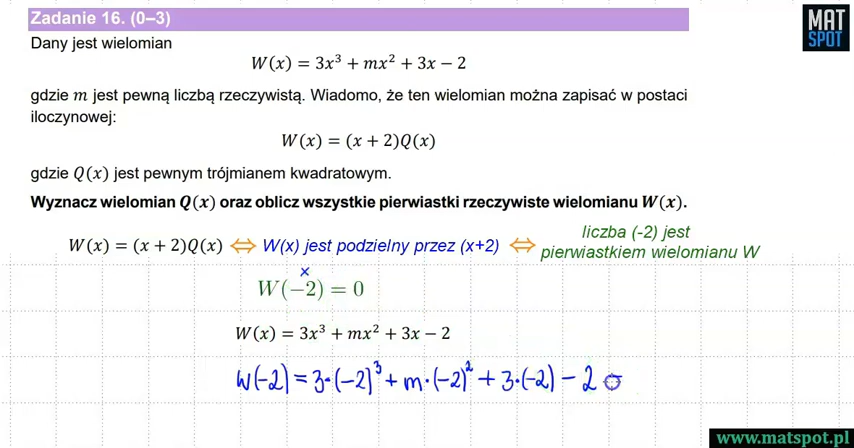 Zadanie 16. (0–3)
MAT
SPOT
Dany jest wielomian
W(x) = 3x³ + mx² + 3x − 2
gdzie m jest pewną liczbą rzeczywistą. Wiadomo, że ten wielomian można zapisać w postaci
iloczynowej:
W(x) = (x + 2)Q(x)
gdzie Q(x) jest pewnym trójmianem kwadratowym.
Wyznacz wielomian Q(x) oraz oblicz wszystkie pierwiastki rzeczywiste wielomianu W(x).
W(x) = (x + 2)Q(x) ⇔ W(x) jest podzielny przez (x+2) ⇔ liczba (-2) jest
pierwiastkiem wielomianu W
x
W(−2) = 0
W(x) = 3x³ + mx² + 3x − 2
W(-2) = 3·(-2)³ + m·(-2)² + 3·(-2) − 2
www.matspot.pl